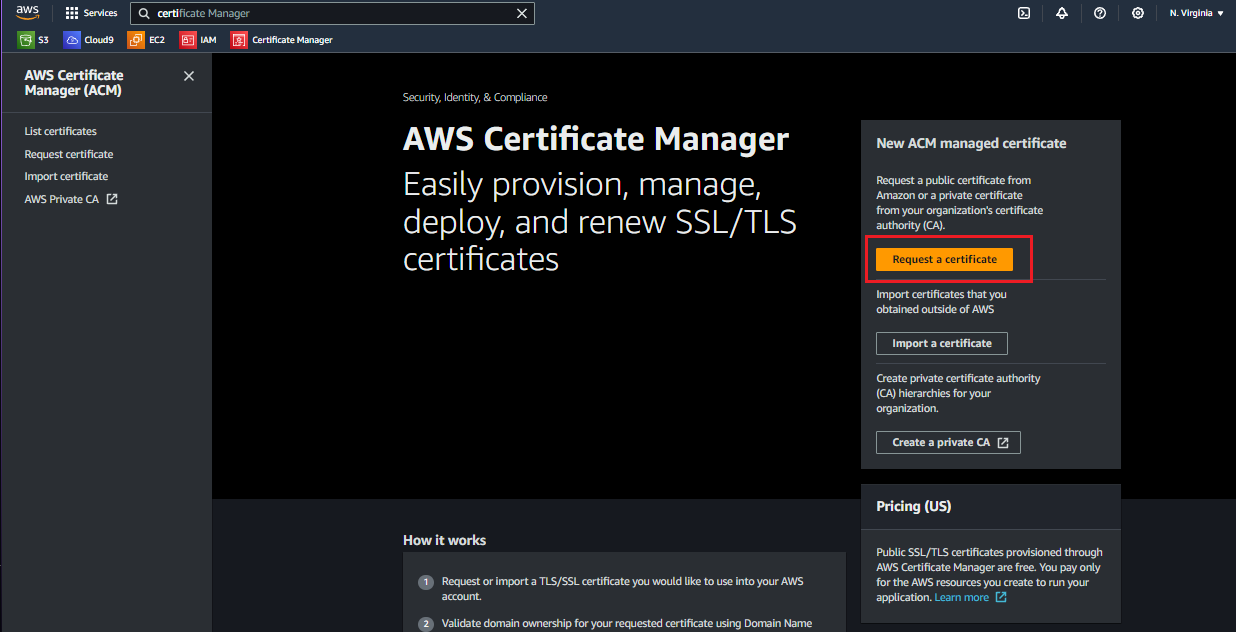 aws
Services
certificate Manager
N. Virginia
S3
Cloud9
EC2
IAM
Certificate Manager
AWS Certificate
Manager (ACM)
List certificates
Request certificate
Import certificate
AWS Private CA
Security, Identity, & Compliance
AWS Certificate Manager
Easily provision, manage,
deploy, and renew SSL/TLS
certificates
New ACM managed certificate
Request a public certificate from
Amazon or a private certificate
from your organization's certificate
authority (CA).
Request a certificate
Import certificates that you
obtained outside of AWS
Import a certificate
Create private certificate authority
(CA) hierarchies for your
organization.
Create a private CA
Pricing (US)
Public SSL/TLS certificates provisioned through
AWS Certificate Manager are free. You pay only
for the AWS resources you create to run your
application. Learn more
How it works
1 Request or import a TLS/SSL certificate you would like to use into your AWS
account.
2 Validate domain ownership for your requested certificate using Domain Name